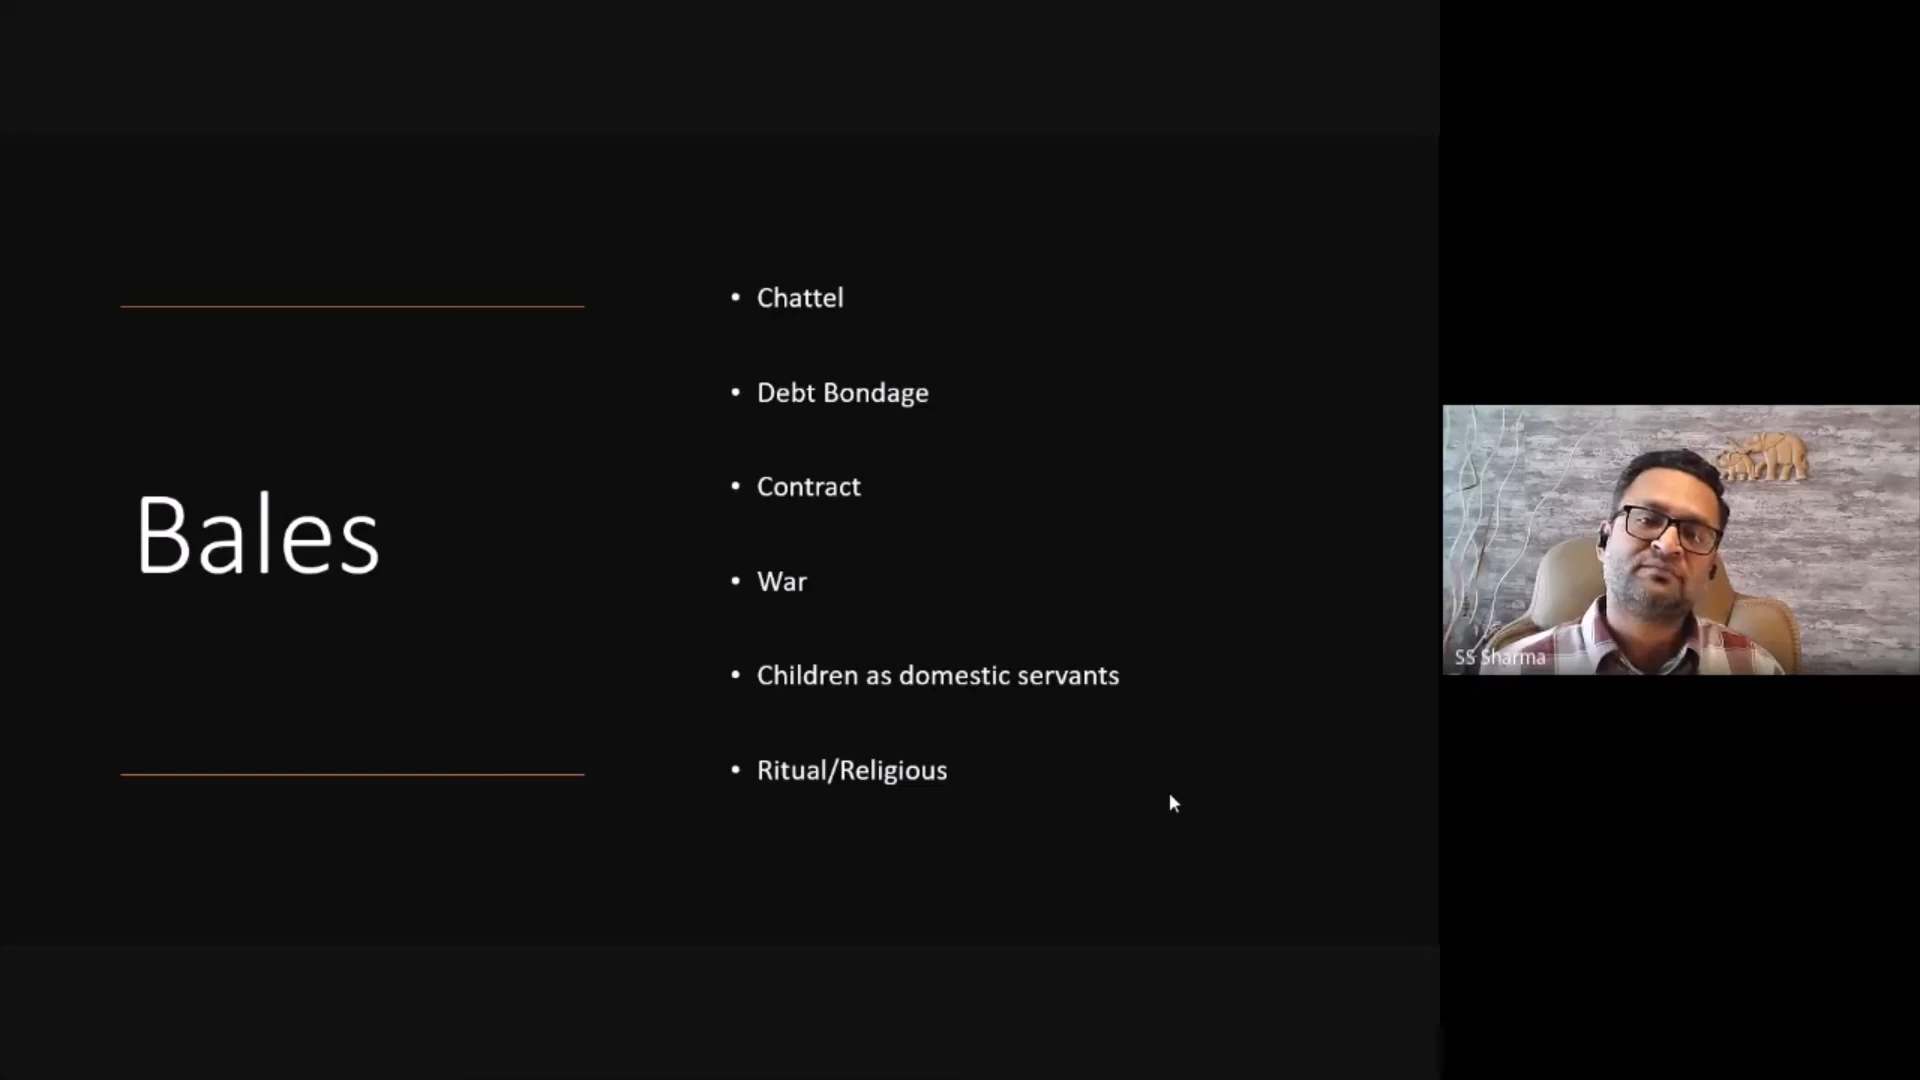 Bales
• Chattel
• Debt Bondage
• Contract
• War
• Children as domestic servants
• Ritual/Religious
SS Sharma